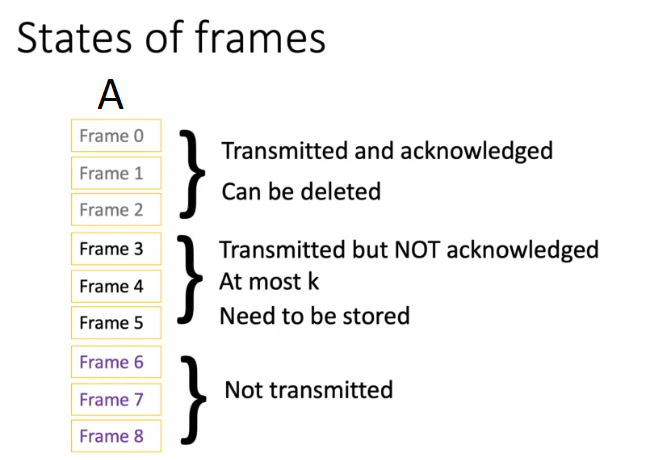 States of frames
A
Frame 0
Frame 1
Frame 2
Transmitted and acknowledged
Can be deleted
Frame 3
Frame 4
Frame 5
Transmitted but NOT acknowledged
At most k
Need to be stored
Frame 6
Frame 7
Frame 8
Not transmitted